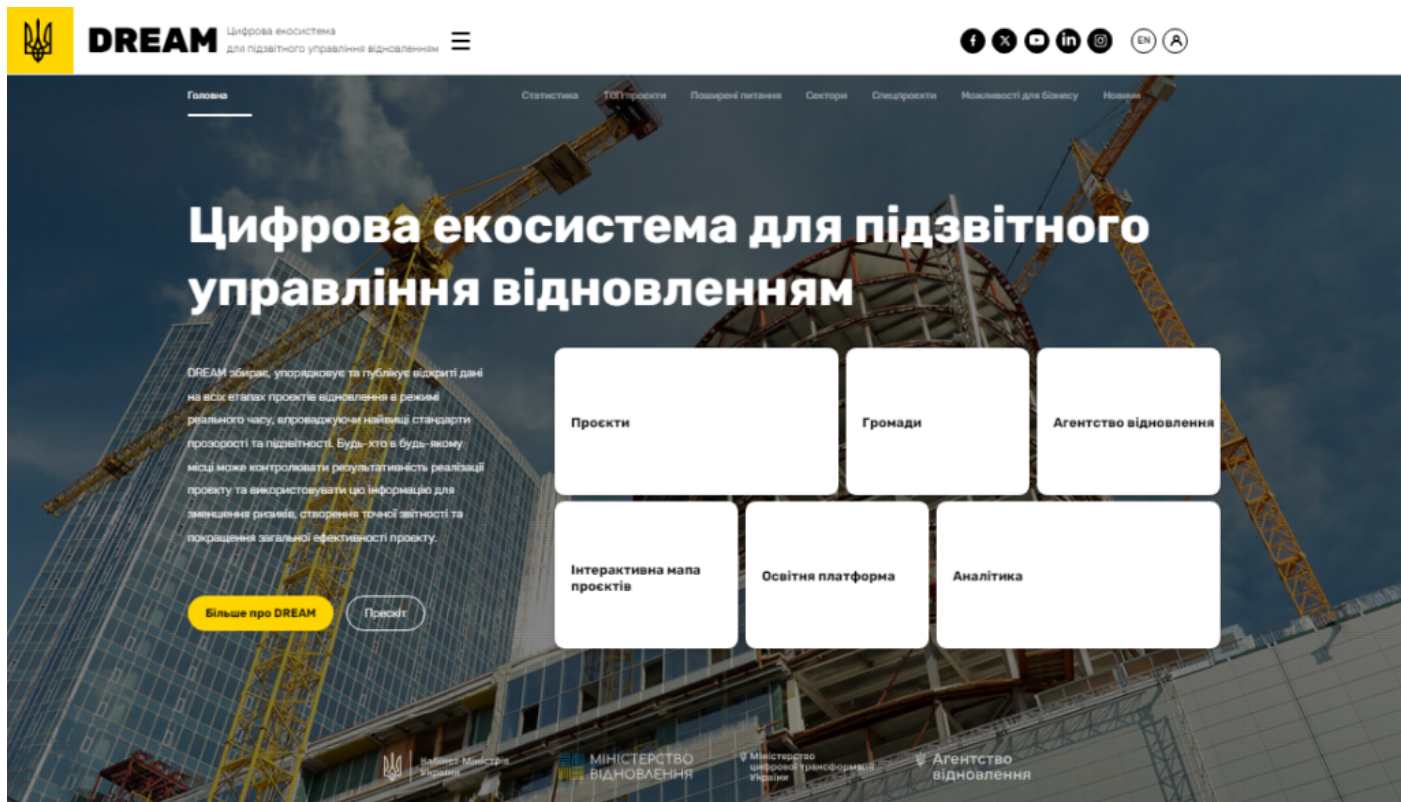 DREAM
Цифрова екосистема
для підзвітного управління відновленням
EN
Головна
Статистика
ТОП проєкти
Поширені питання
Сектори
Спецпроєкти
Можливості для бізнесу
Новини
Цифрова екосистема для підзвітного
управління відновленням
DREAM збирає, упорядковує та публікує відкриті дані
на всіх етапах проєктів відновлення в режимі
реального часу, впроваджуючи найвищі стандарти
прозорості та підзвітності. Будь-хто в будь-якому
місці може контролювати результативність реалізації
проєкту та використовувати цю інформацію для
зменшення ризиків, створення точної звітності та
покращення загальної ефективності проєкту.
Більше про DREAM
Прескіт
Проєкти
Громади
Агентство відновлення
Інтерактивна мапа
проєктів
Освітня платформа
Аналітика
Кабінет Міністрів
України
МІНІСТЕРСТВО
ВІДНОВЛЕННЯ
Міністерство
цифрової трансформації
України
Агентство
відновлення